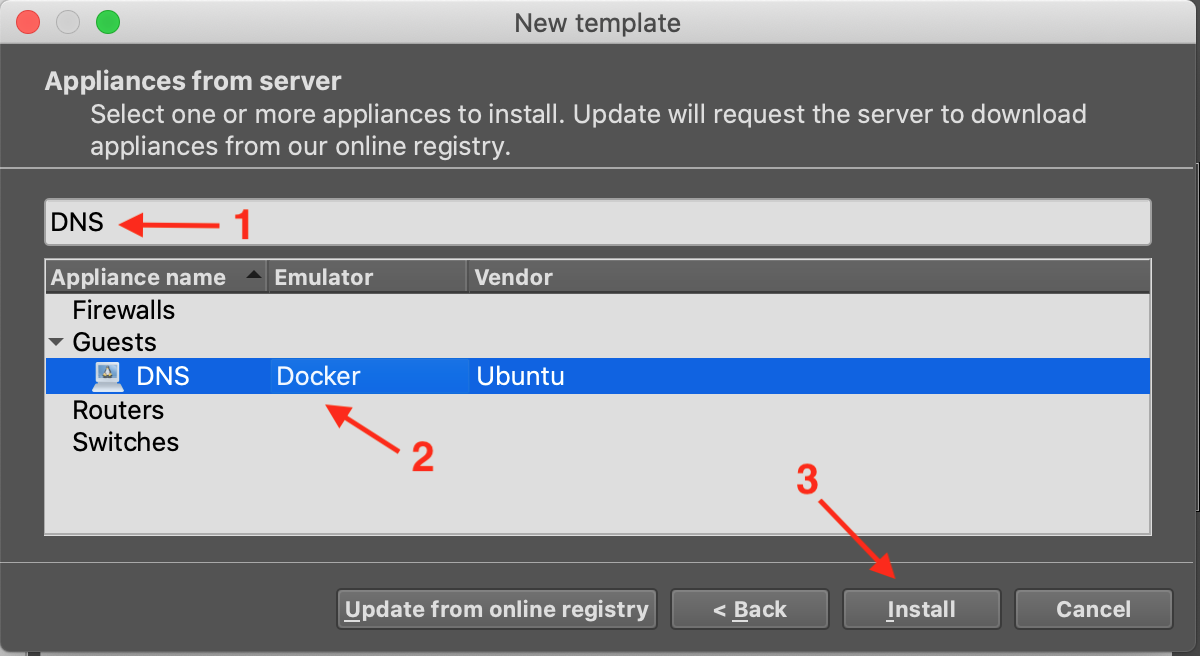 New template
Appliances from server
Select one or more appliances to install. Update will request the server to download
appliances from our online registry.
DNS 1
Appliance name Emulator Vendor
Firewalls
Guests
DNS Docker Ubuntu
Routers
Switches
2
3
Update from online registry < Back Install Cancel